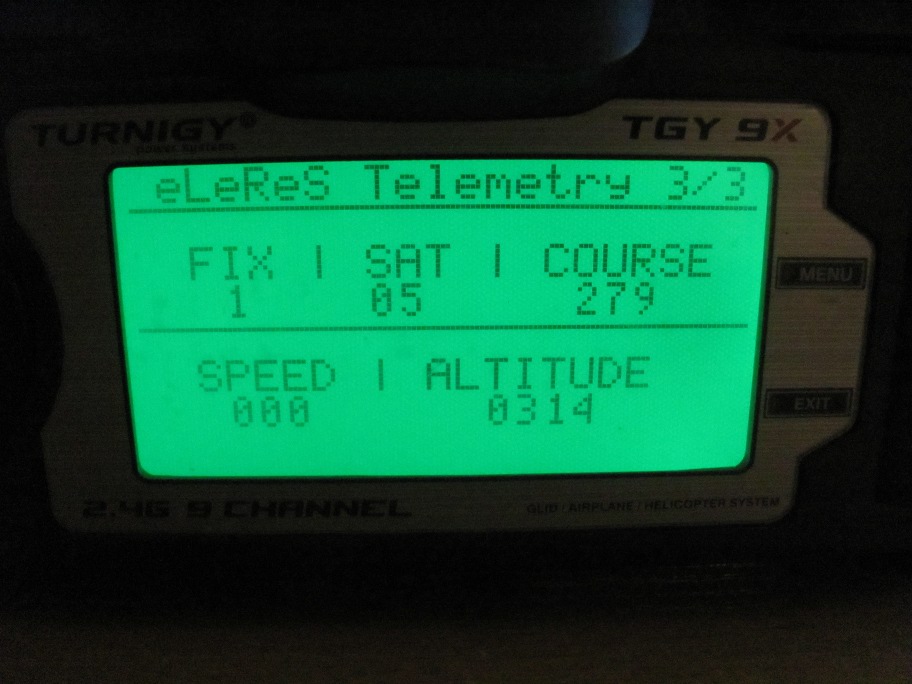 TURNIGY®
Power Systems
TGY 9X
eLeReS Telemetry 3/3
FIX | SAT | COURSE
1 05 279
SPEED | ALTITUDE
000 0314
MENU
EXIT
2.4G 9 CHANNEL
GLID / AIRPLANE / HELICOPTER SYSTEM